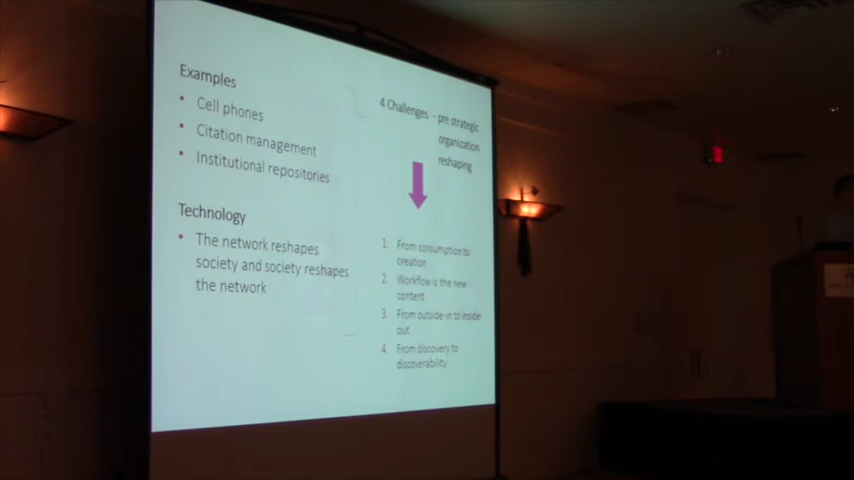 Examples
• Cell phones
• Citation management
• Institutional repositories
Technology
• The network reshapes
society and society reshapes
the network
4 Challenges - pre strategic
organization
reshaping
1. From consumption to
creation
2. Workflow is the new
content
3. From outside-in to inside-
out
4. From discovery to
discoverability